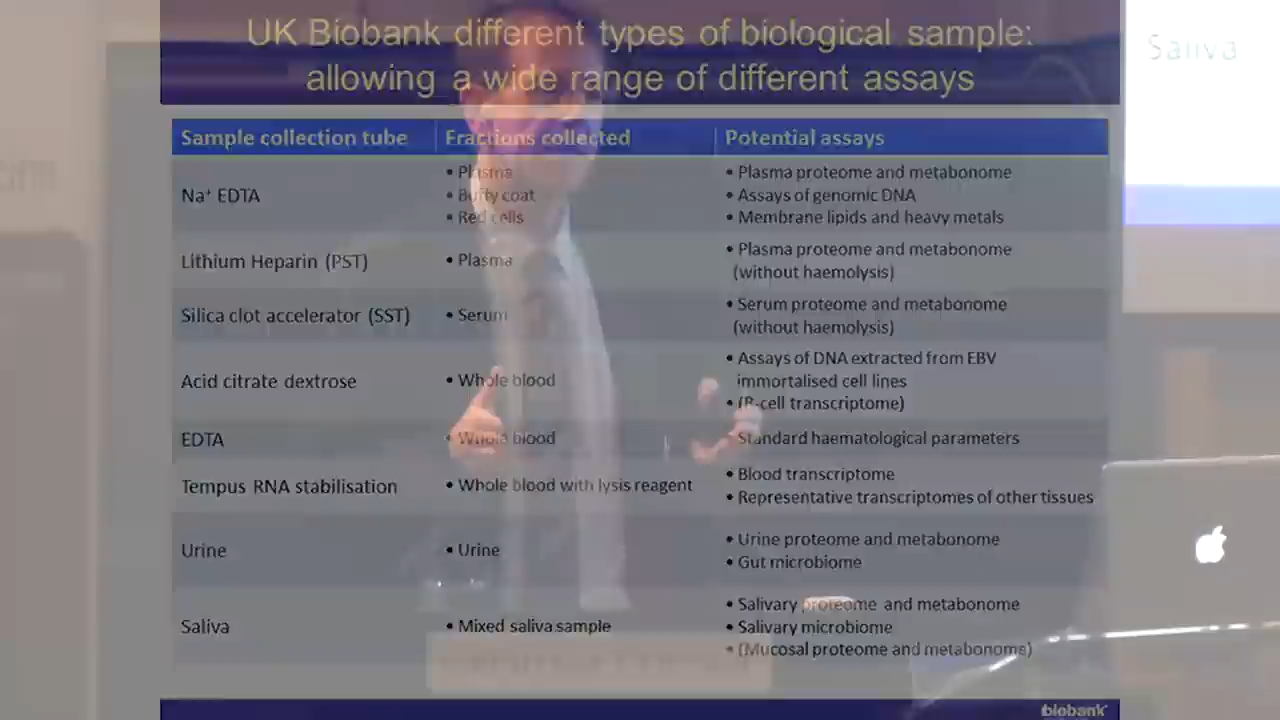 UK Biobank different types of biological sample:
allowing a wide range of different assays
Saliva
Sample collection tube Fractions collected Potential assays
Na⁺ EDTA
• Plasma
• Buffy coat
• Red cells
• Plasma proteome and metabonome
• Assays of genomic DNA
• Membrane lipids and heavy metals
Lithium Heparin (PST)
• Plasma
• Plasma proteome and metabonome
(without haemolysis)
Silica clot accelerator (SST)
• Serum
• Serum proteome and metabonome
(without haemolysis)
Acid citrate dextrose
• Whole blood
• Assays of DNA extracted from EBV
immortalised cell lines
• (B-cell transcriptome)
EDTA
• Whole blood
• Standard haematological parameters
Tempus RNA stabilisation
• Whole blood with lysis reagent
• Blood transcriptome
• Representative transcriptomes of other tissues
Urine
• Urine
• Urine proteome and metabonome
• Gut microbiome
Saliva
• Mixed saliva sample
• Salivary proteome and metabonome
• Salivary microbiome
• (Mucosal proteome and metabonome)
biobank